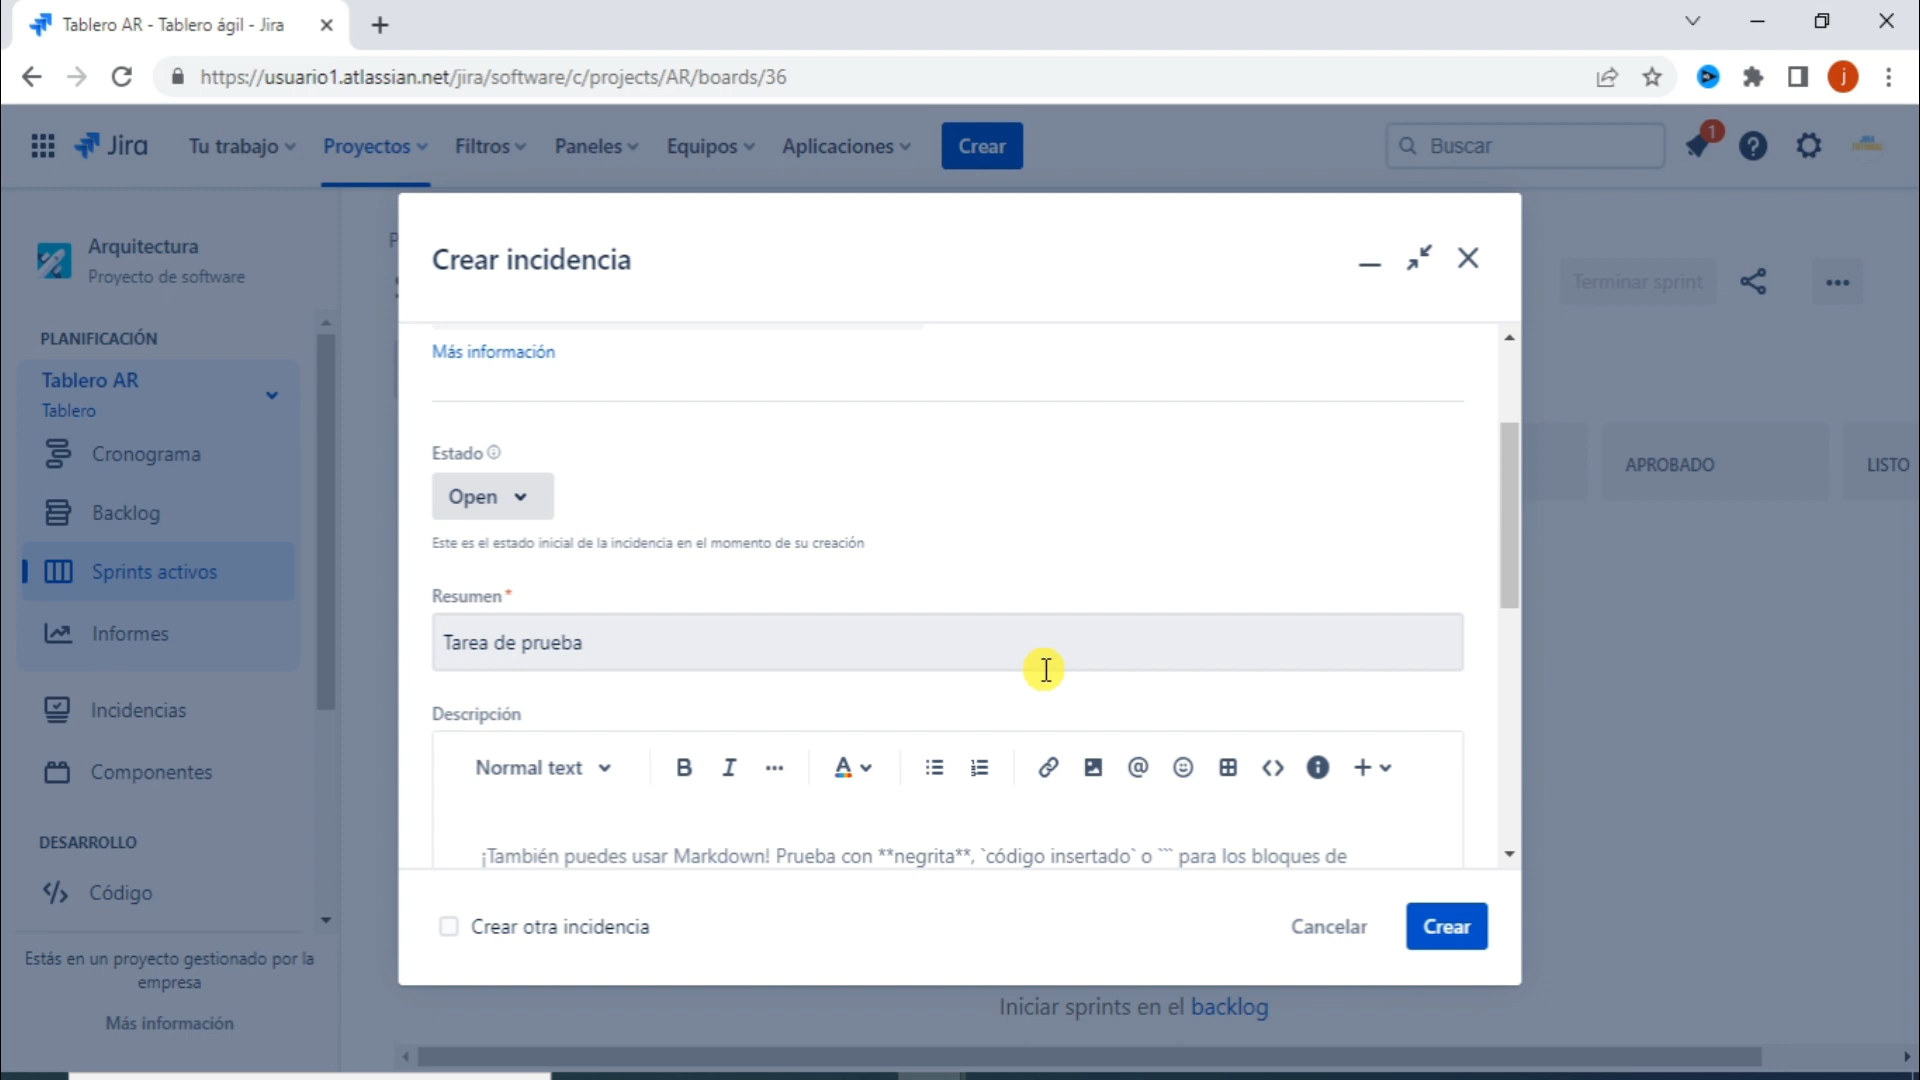 Tablero AR - Tablero ágil - Jira
https://usuario1.atlassian.net/jira/software/c/projects/AR/boards/36
j
Jira
Tu trabajo
Proyectos
Filtros
Paneles
Equipos
Aplicaciones
Crear
Buscar
1
Arquitectura
Proyecto de software
PLANIFICACIÓN
Tablero AR
Tablero
Cronograma
Backlog
Sprints activos
Informes
Incidencias
Componentes
DESARROLLO
Código
Estás en un proyecto gestionado por la
empresa
Más información
Terminar sprint
APROBADO
LISTO
Crear incidencia
Más información
Estado
Open
Este es el estado inicial de la incidencia en el momento de su creación
Resumen*
Tarea de prueba
Descripción
Normal text
¡También puedes usar Markdown! Prueba con **negrita**, `código insertado` o ``` para los bloques de
Crear otra incidencia
Cancelar
Crear
Iniciar sprints en el backlog